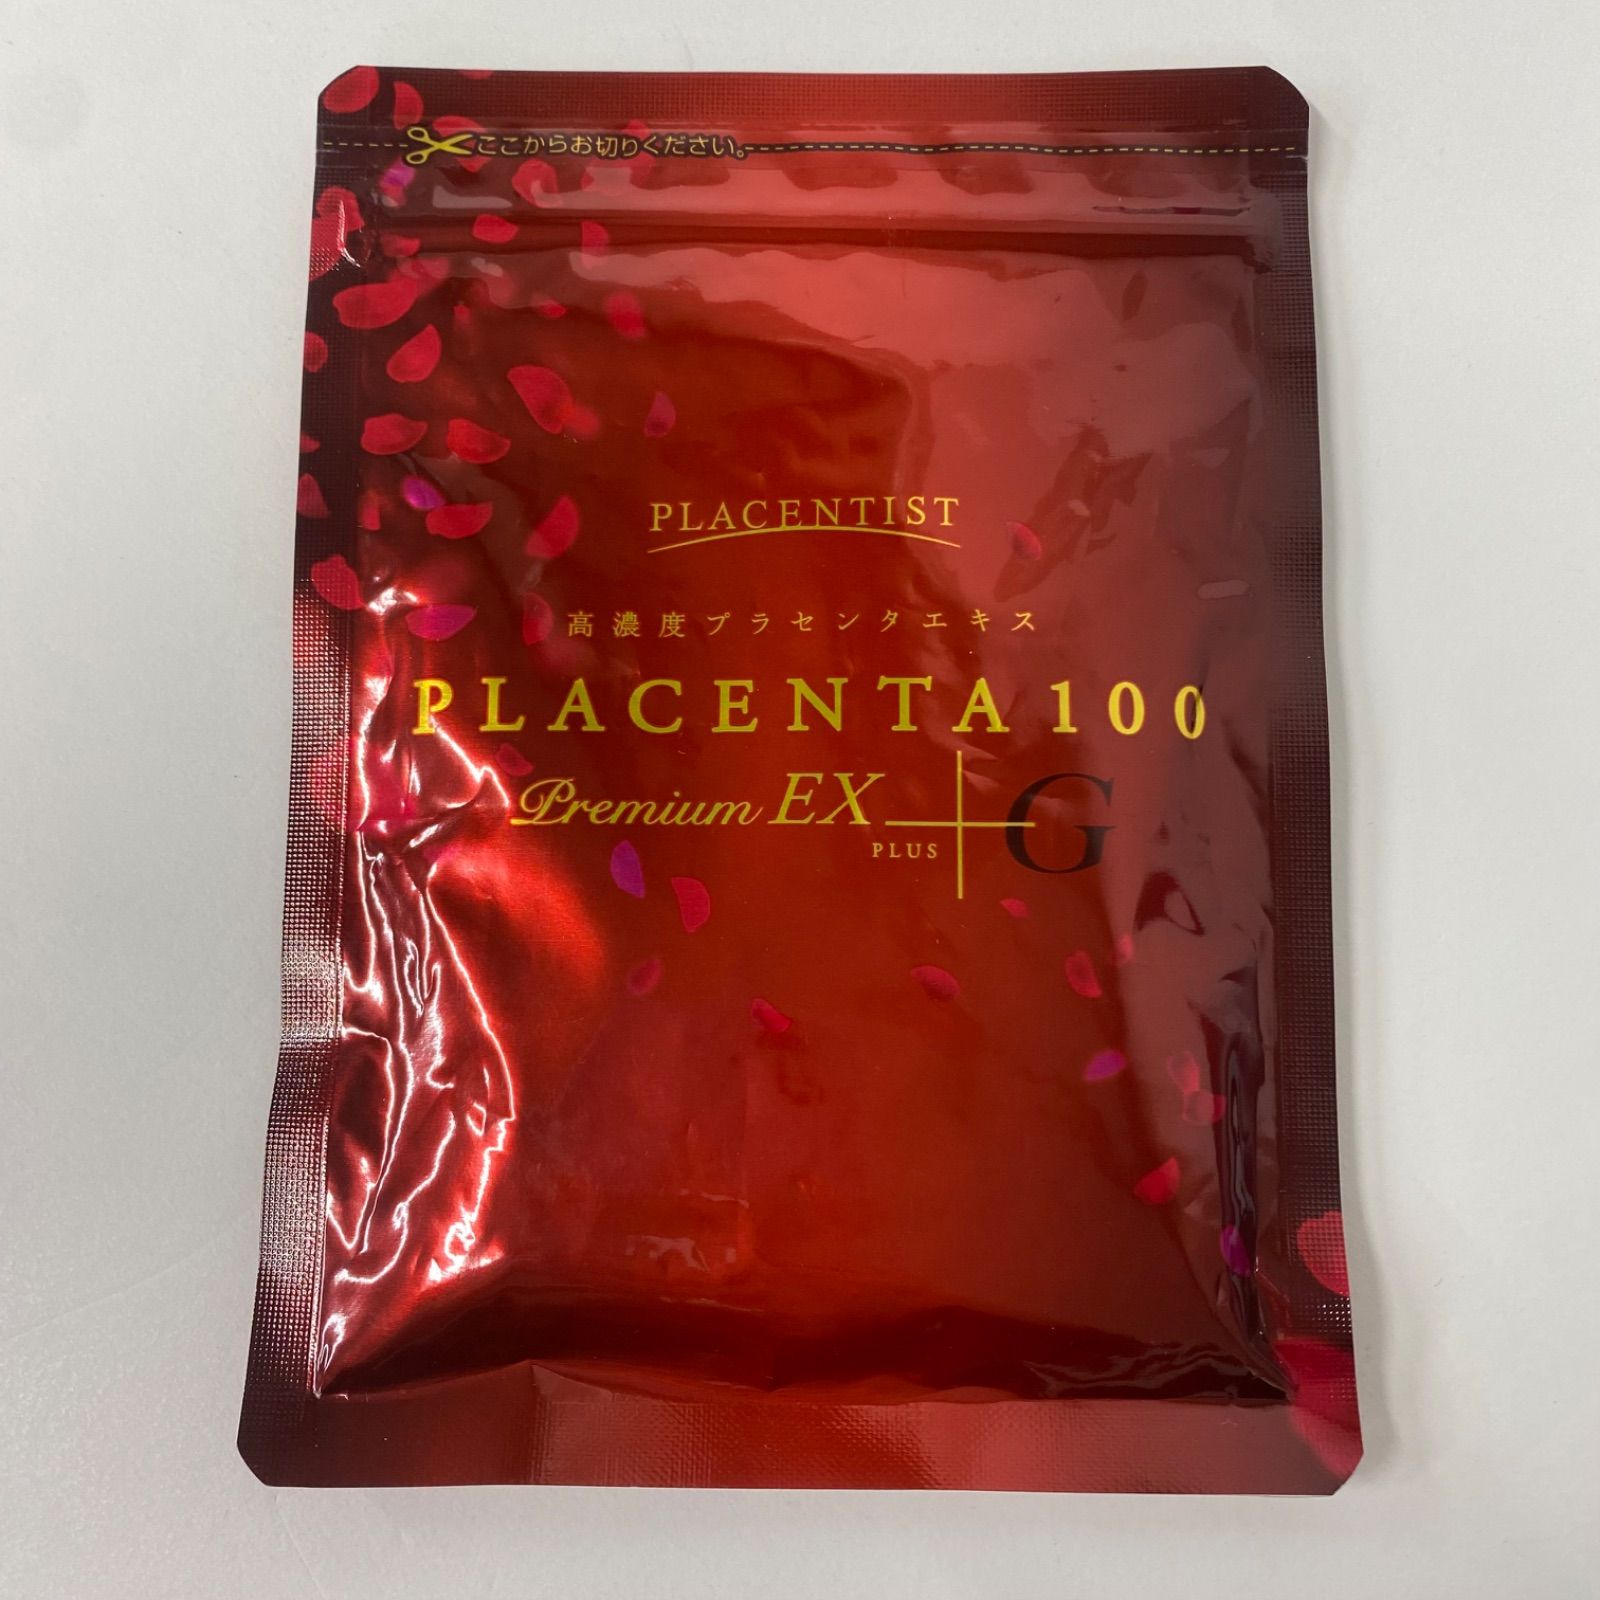 ここからお切りください。
PLACENTIST
高濃度プラセンタエキス
PLACENTA100
Premium EX
PLUS
G